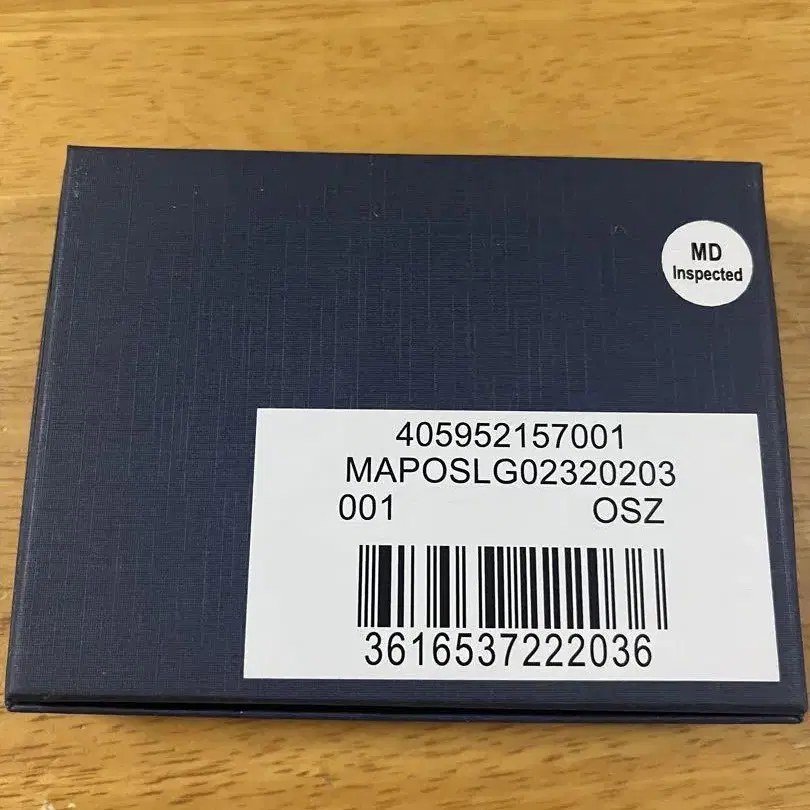 MD
Inspected
405952157001
MAPOSLG02320203
001 OSZ
3616537222036